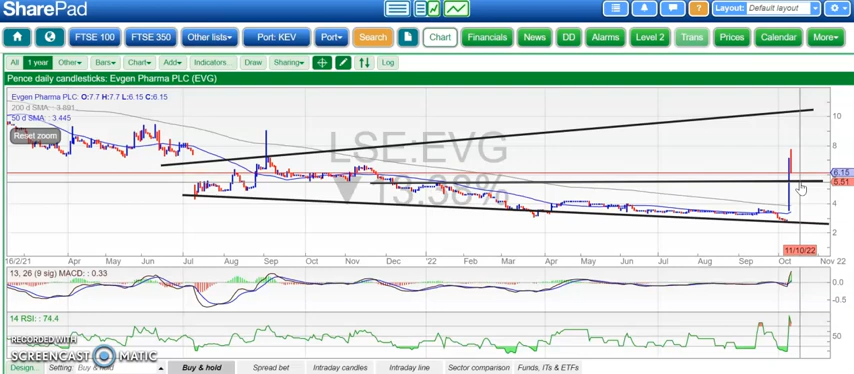 SharePad
Layout: Default layout
FTSE 100 FTSE 350 Other lists Port: KEV Port Search Chart Financials News DD Alarms Level 2 Trans Prices Calendar More
All 1 year Other Bars Chart Add Indicators.. Draw Sharing Log
Pence daily candlesticks: Evgen Pharma PLC (EVG)
Evgen Pharma PLC: O:7.7 H:7.7 L:6.15 C:6.15
200 d SMA: 3.891
50 d SMA: 3.445
Reset zoom
LSE:EVG
▼13.38%
10
8
6.15
5.51
4
2
11/10/22
16/2/21 Apr Jun Jul Aug Sep Oct Nov Dec '22 Mar Apr May Jun Jul Aug Sep Oct Nov 22
13, 26 (9 sig) MACD: : 0.33
0.0
14 RSI: : 74.4
50
RECORDED WITH
SCREENCAST MATIC
Design... Setting: Buy & hold Buy & hold Spread bet Intraday candles Intraday line Sector comparison Funds, ITs & ETFs